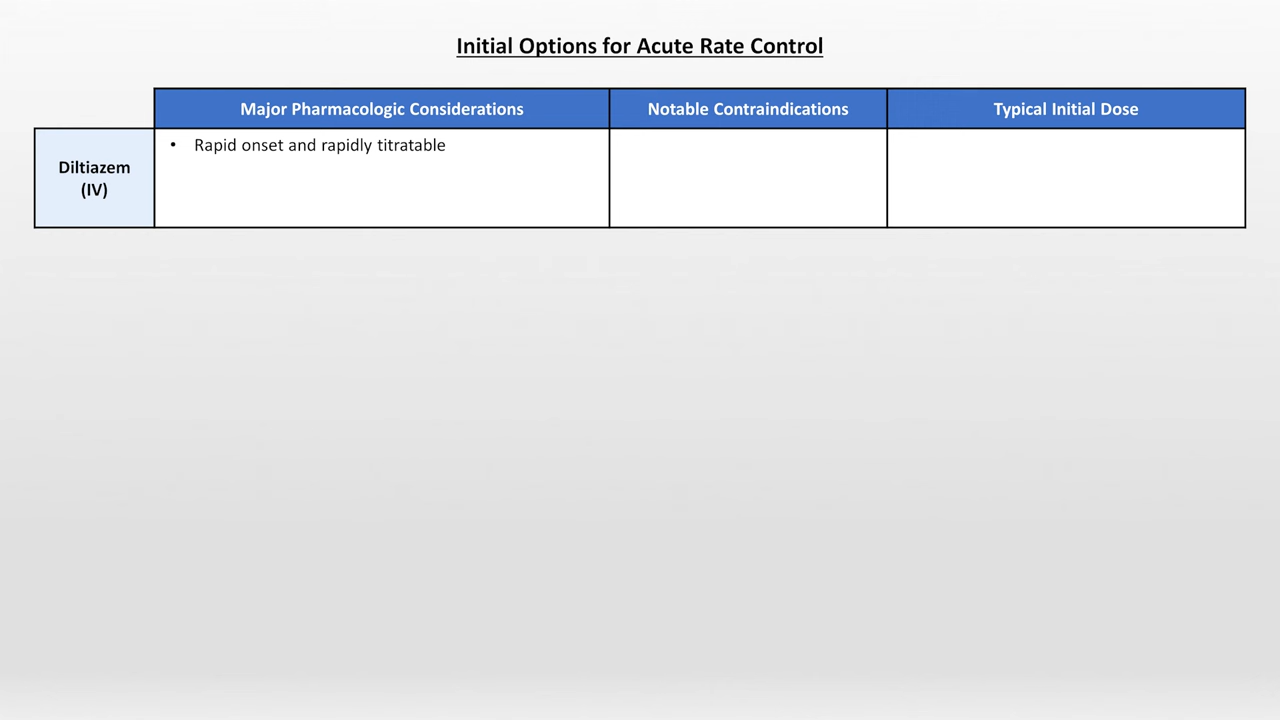 Initial Options for Acute Rate Control
Major Pharmacologic Considerations
Notable Contraindications
Typical Initial Dose
Diltiazem
(IV)
• Rapid onset and rapidly titratable